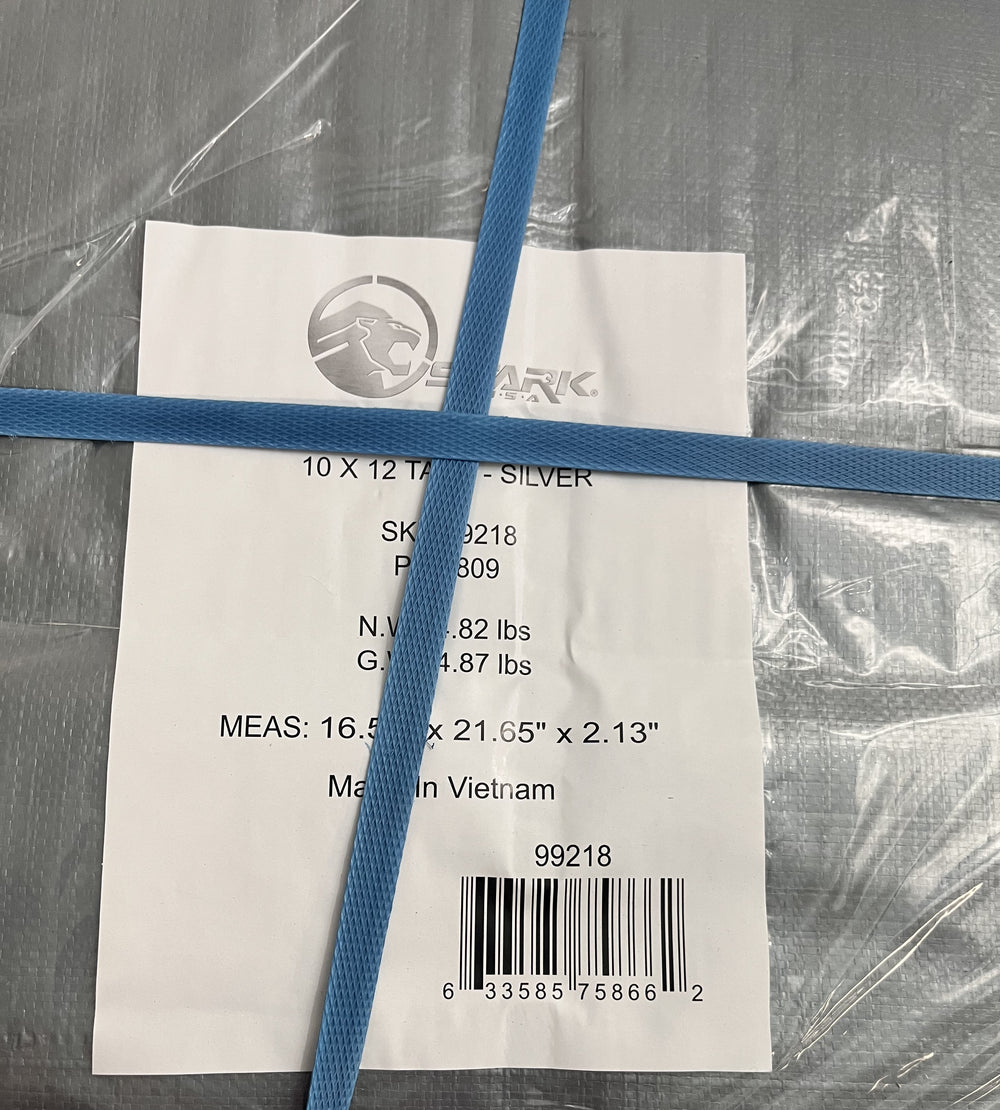 STARK®
U·S·A
10 X 12 TA - SILVER
SK 9218
P 809
N.W .82 lbs
G.W 4.87 lbs
MEAS: 16.5 x 21.65" x 2.13"
Ma In Vietnam
99218
6 33585 75866 2